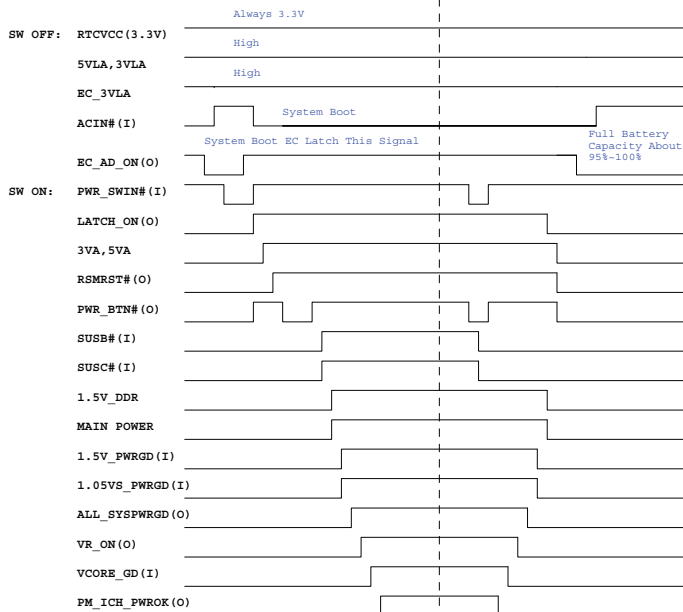 Always 3.3V
SW OFF: RTCVCC(3.3V)
High
5VLA,3VLA
High
EC_3VLA
System Boot
ACIN#(I)
System Boot EC Latch This Signal
Full Battery
Capacity About
95%~100%
EC_AD_ON(O)
SW ON: PWR_SWIN#(I)
LATCH_ON(O)
3VA,5VA
RSMRST#(O)
PWR_BTN#(O)
SUSB#(I)
SUSC#(I)
1.5V_DDR
MAIN POWER
1.5V_PWRGD(I)
1.05VS_PWRGD(I)
ALL_SYSPWRGD(O)
VR_ON(O)
VCORE_GD(I)
PM_ICH_PWROK(O)